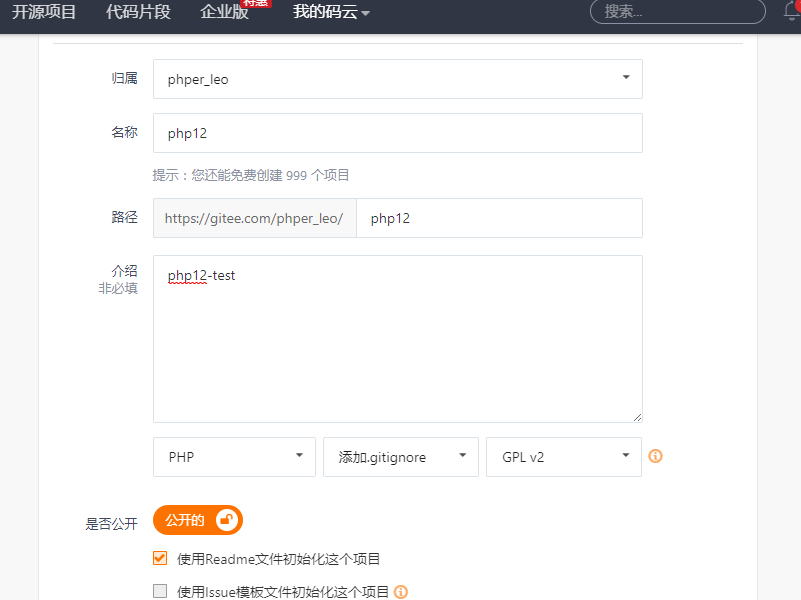 开源项目 代码片段 企业版 特惠 我的码云 搜索...
归属 phper_leo
名称 php12
提示：您还能免费创建 999 个项目
路径 https://gitee.com/phper_leo/ php12
介绍 php12-test
非必填
PHP 添加.gitignore GPL v2
是否公开 公开的
使用Readme文件初始化这个项目
使用Issue模板文件初始化这个项目